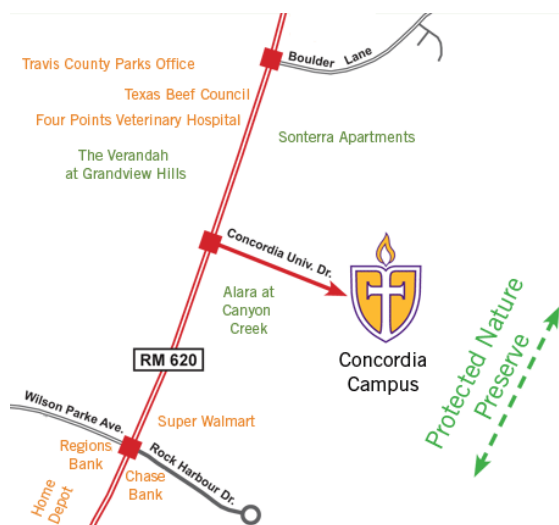 Boulder Lane
Travis County Parks Office
Texas Beef Council
Four Points Veterinary Hospital
Sonterra Apartments
The Verandah
at Grandview Hills
Concordia Univ. Dr.
Alara at
Canyon
Creek
Concordia
Campus
Protected Nature
Preserve
RM 620
Wilson Parke Ave.
Super Walmart
Regions
Bank
Rock Harbour Dr.
Chase
Bank
Home
Depot